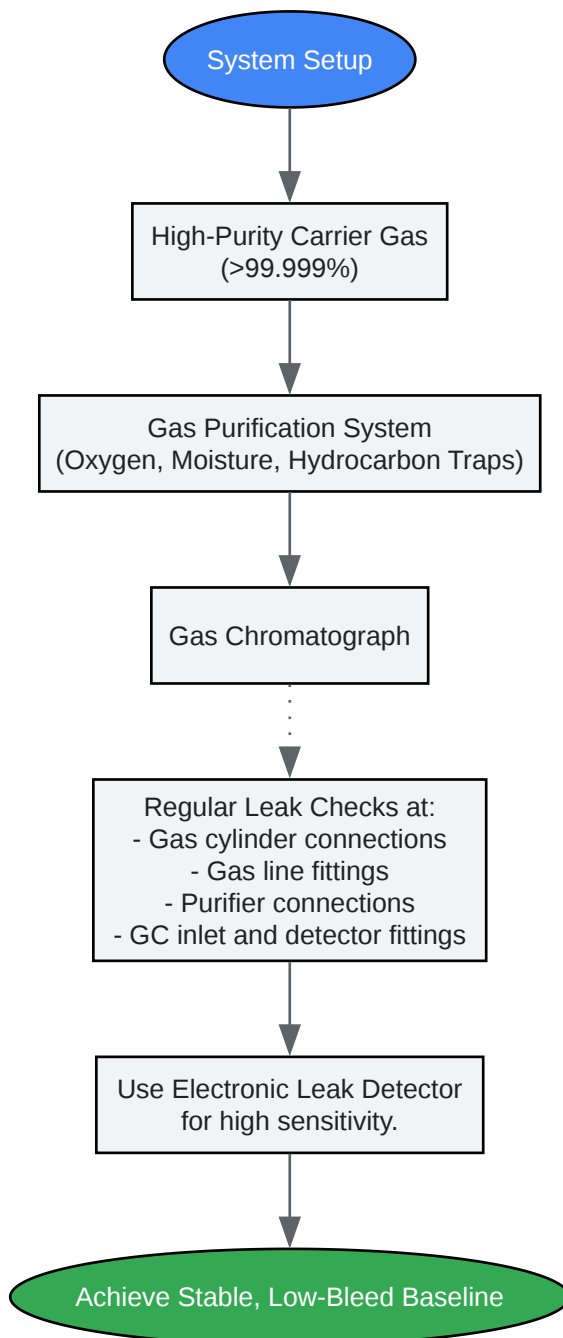 System Setup
High-Purity Carrier Gas
(>99.999%)
Gas Purification System
(Oxygen, Moisture, Hydrocarbon Traps)
Gas Chromatograph
Regular Leak Checks at:
- Gas cylinder connections
- Gas line fittings
- Purifier connections
- GC inlet and detector fittings
Use Electronic Leak Detector
for high sensitivity.
Achieve Stable, Low-Bleed Baseline